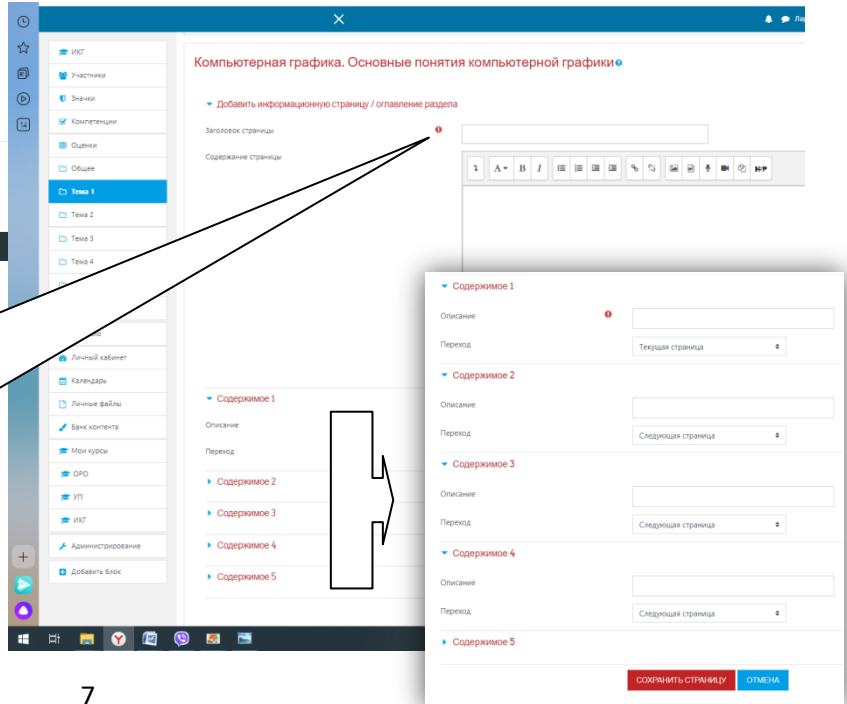 Лар
ИКТ
Участники
Значки
Компетенции
Оценки
Общее
Тема 1
Тема 2
Тема 3
Тема 4
Личный кабинет
Календарь
Личные файлы
Банк контента
Мои курсы
ОРО
УП
ИКГ
Администрирование
Добавить блок
Компьютерная графика. Основные понятия компьютерной графики
Добавить информационную страницу / оглавление раздела
Заголовок страницы
Содержание страницы
A B I H5P
Содержимое 1
Описание
Переход
Содержимое 2
Содержимое 3
Содержимое 4
Содержимое 5
Содержимое 1
Описание
Переход Текущая страница
Содержимое 2
Описание
Переход Следующая страница
Содержимое 3
Описание
Переход Следующая страница
Содержимое 4
Описание
Переход Следующая страница
Содержимое 5
СОХРАНИТЬ СТРАНИЦУ ОТМЕНА
7